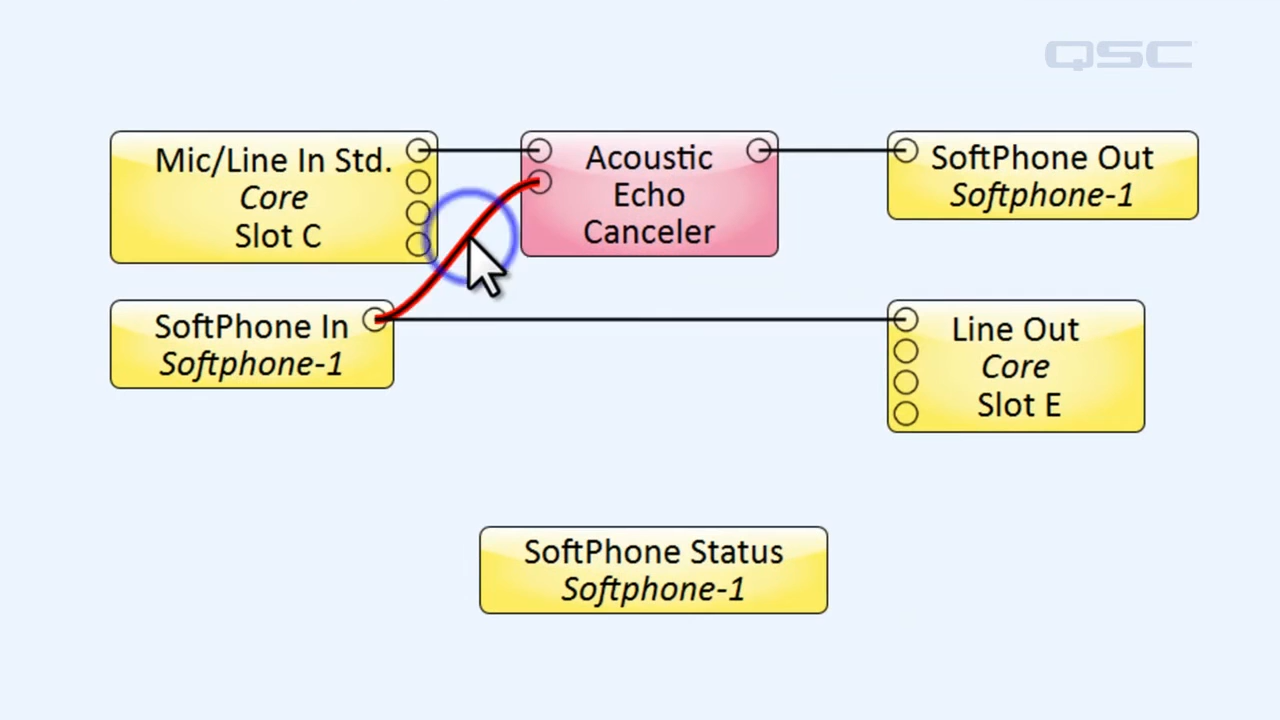 QSC
Mic/Line In Std.
Core
Slot C
Acoustic
Echo
Canceler
SoftPhone Out
Softphone-1
SoftPhone In
Softphone-1
Line Out
Core
Slot E
SoftPhone Status
Softphone-1